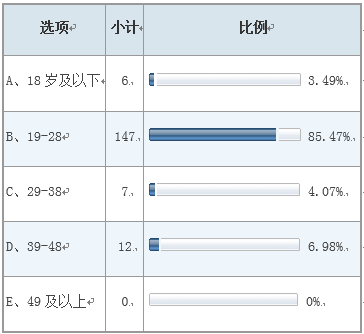 选项 小计 比例
A、18 岁及以下 6 3.49%
B、19-28 147 85.47%
C、29-38 7 4.07%
D、39-48 12 6.98%
E、49 及以上 0 0%